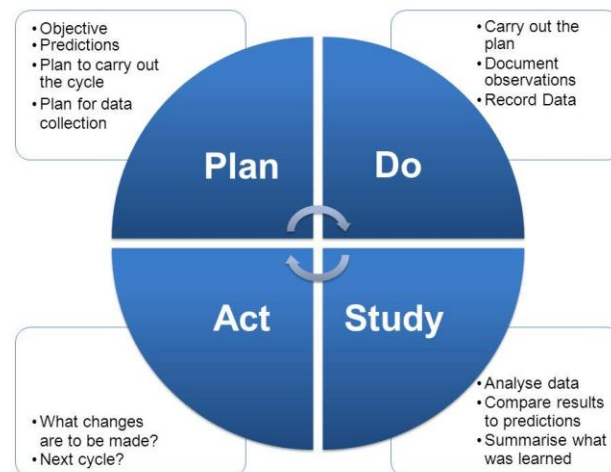 • Objective
• Predictions
• Plan to carry out
the cycle
• Plan for data
collection
• Carry out the
plan
• Document
observations
• Record Data
Plan
Do
Act
Study
• What changes
are to be made?
• Next cycle?
• Analyse data
• Compare results
to predictions
• Summarise what
was learned